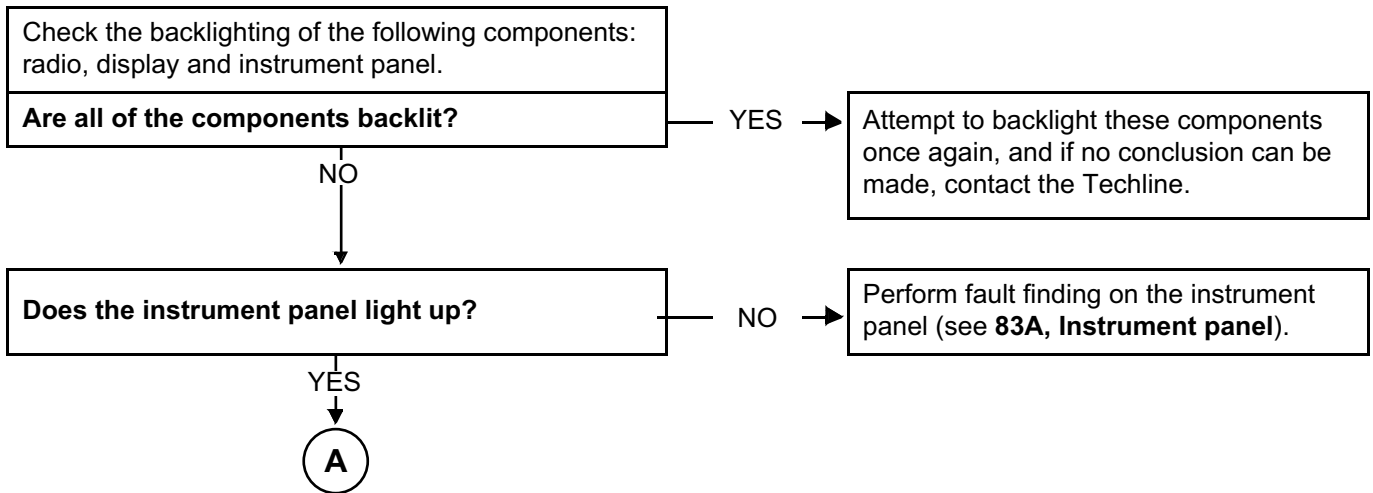 Check the backlighting of the following components:
radio, display and instrument panel.
Are all of the components backlit?
YES
Attempt to backlight these components
once again, and if no conclusion can be
made, contact the Techline.
NO
Does the instrument panel light up?
NO
Perform fault finding on the instrument
panel (see 83A, Instrument panel).
YES
A